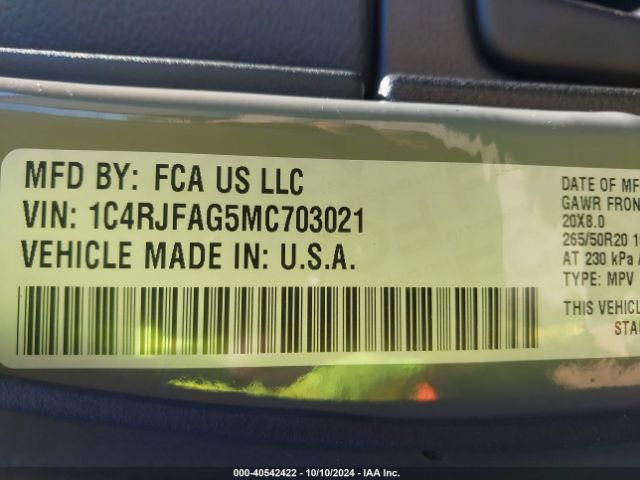 MFD BY: FCA US LLC
VIN: 1C4RJFAG5MC703021
VEHICLE MADE IN: U.S.A.
DATE OF MF
GAWR FRON
20X8.0
265/50R20 1
AT 230 kPa
TYPE: MPV
THIS VEHICL
STA
000-40542422 - 10/10/2024 - IAA Inc.